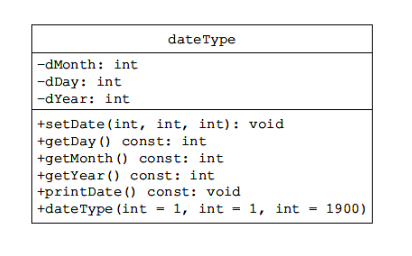 dateType
-dMonth: int
-dDay: int
-dYear: int
+setDate(int, int, int): void
+getDay() const: int
+getMonth() const: int
+getYear() const: int
+printDate() const: void
+dateType(int = 1, int = 1, int = 1900)